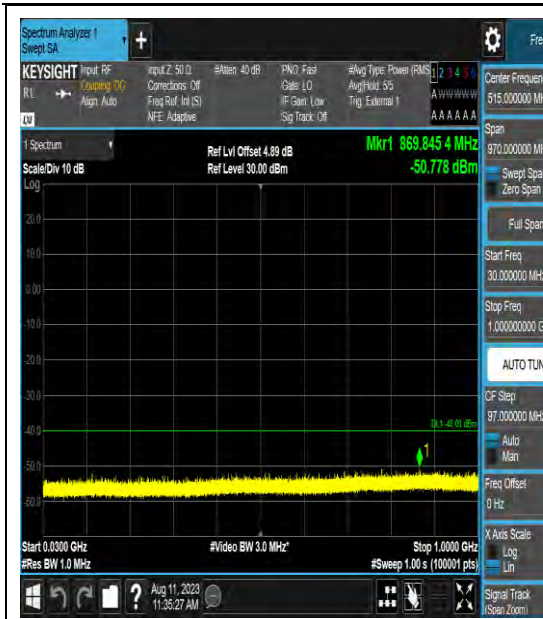 Spectrum Analyzer 1
Swept SA
+
Fre
KEYSIGHT Input: RF Input Z: 50 Ω #Atten: 40 dB PNO: Fast #Avg Type: Power (RMS 1 2 3 4 5 6
R L Coupling: DC Corrections: Off Gate: LO Avg|Hold: 5/5 A W W W W W
Align: Auto Freq Ref: Int (S) IF Gain: Low Trig: External 1
LV NFE: Adaptive Sig Track: Off A A A A A A
1 Spectrum Ref Lvl Offset 4.89 dB Mkr1 869.845 4 MHz
Scale/Div 10 dB Ref Level 30.00 dBm -50.778 dBm
Log
20.0
10.0
0.00
-10.0
-20.0
-30.0
-40.0 DL1 -40.00 dBm
1
-50.0
-60.0
Start 0.0300 GHz #Video BW 3.0 MHz* Stop 1.0000 GHz
#Res BW 1.0 MHz #Sweep 1.00 s (100001 pts)
? Aug 11, 2023
11:35:27 AM
Center Frequen
515.000000 MH
Span
970.000000 MH
Swept Spa
Zero Span
Full Span
Start Freq
30.000000 MHz
Stop Freq
1.000000000 G
AUTO TUN
CF Step
97.000000 MHz
Auto
Man
Freq Offset
0 Hz
X Axis Scale
Log
Lin
Signal Track
(Span Zoom)